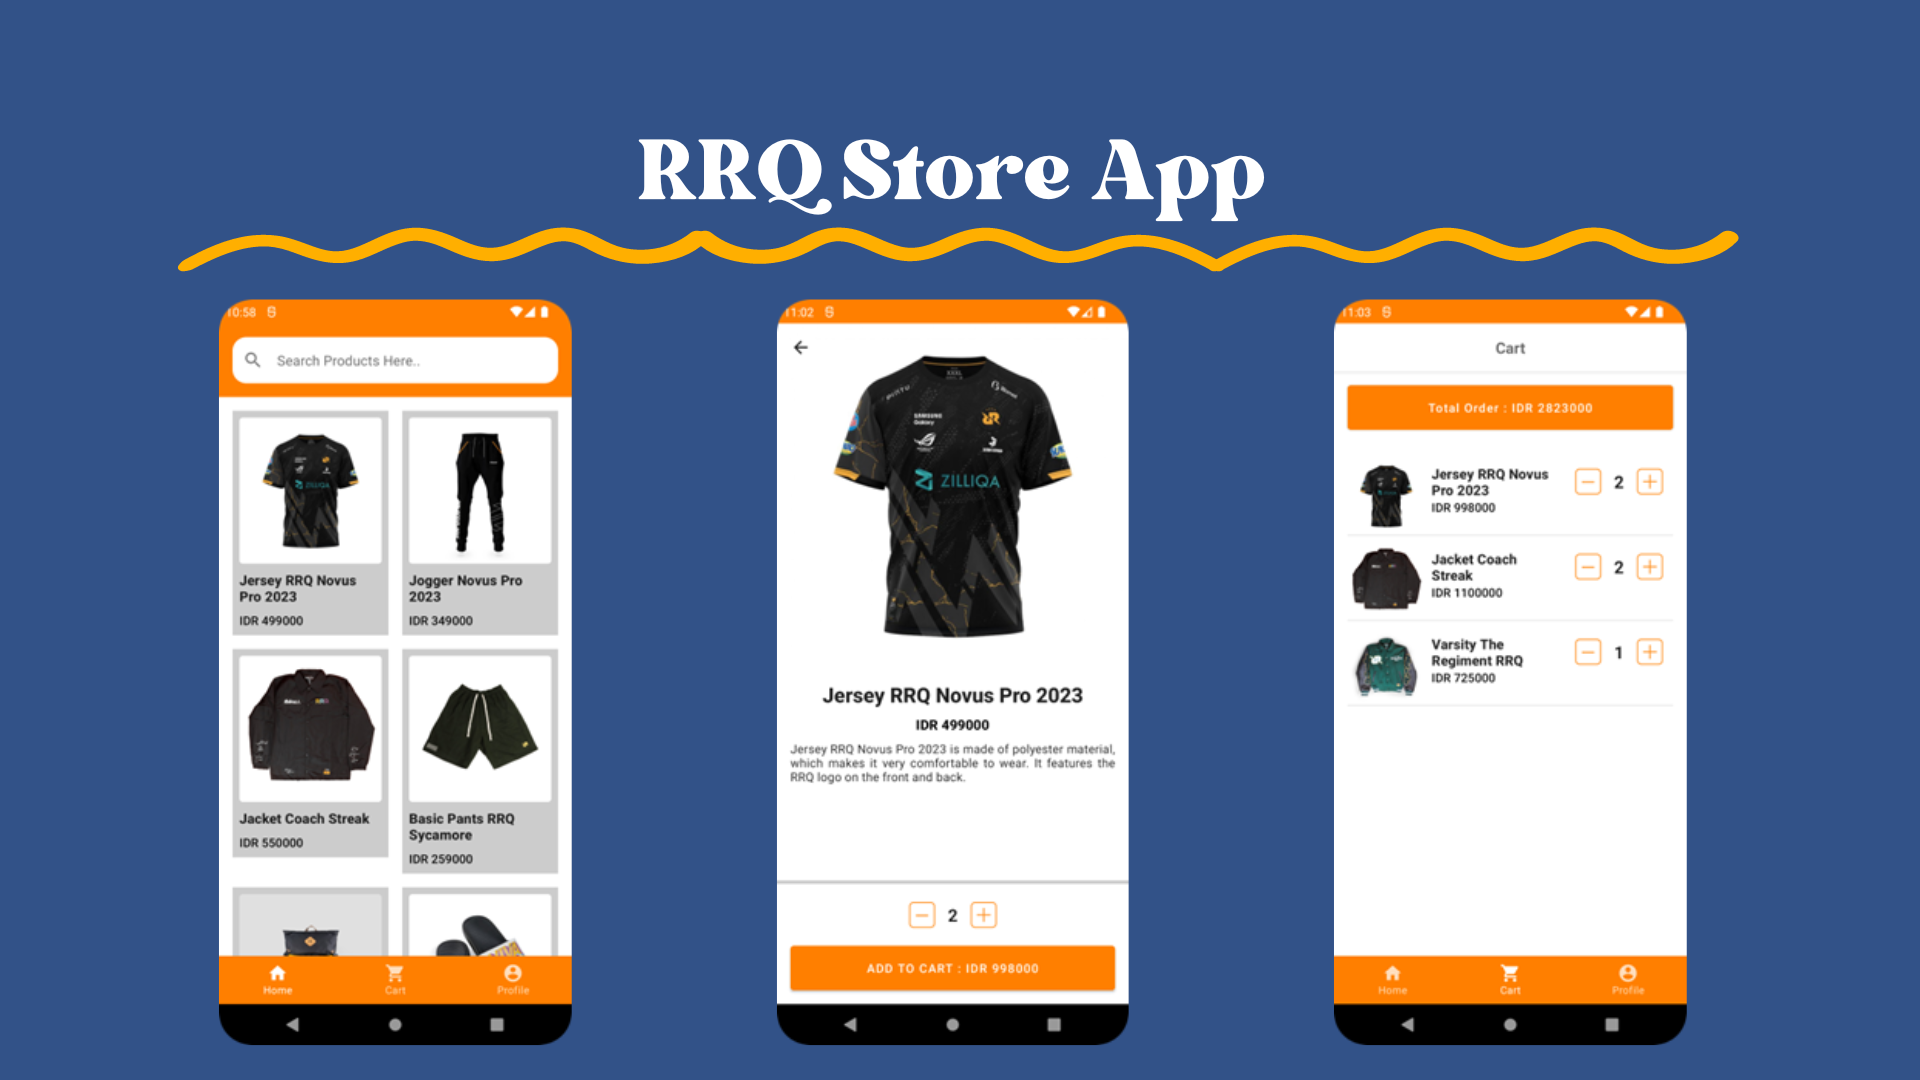 RRQ Store App
10:58
Search Products Here..
ZILLIQA
Jersey RRQ Novus
Pro 2023
IDR 499000
Jogger Novus Pro
2023
IDR 349000
Jacket Coach Streak
IDR 550000
Basic Pants RRQ
Sycamore
IDR 259000
Home
Cart
Profile
11:02
SAMSUNG
Galaxy
ZILLIQA
Jersey RRQ Novus Pro 2023
IDR 499000
Jersey RRQ Novus Pro 2023 is made of polyester material,
which makes it very comfortable to wear. It features the
RRQ logo on the front and back.
2
ADD TO CART : IDR 998000
11:03
Cart
Total Order : IDR 2823000
Jersey RRQ Novus
Pro 2023
IDR 998000
2
Jacket Coach
Streak
IDR 1100000
2
Varsity The
Regiment RRQ
IDR 725000
1
Home
Cart
Profile